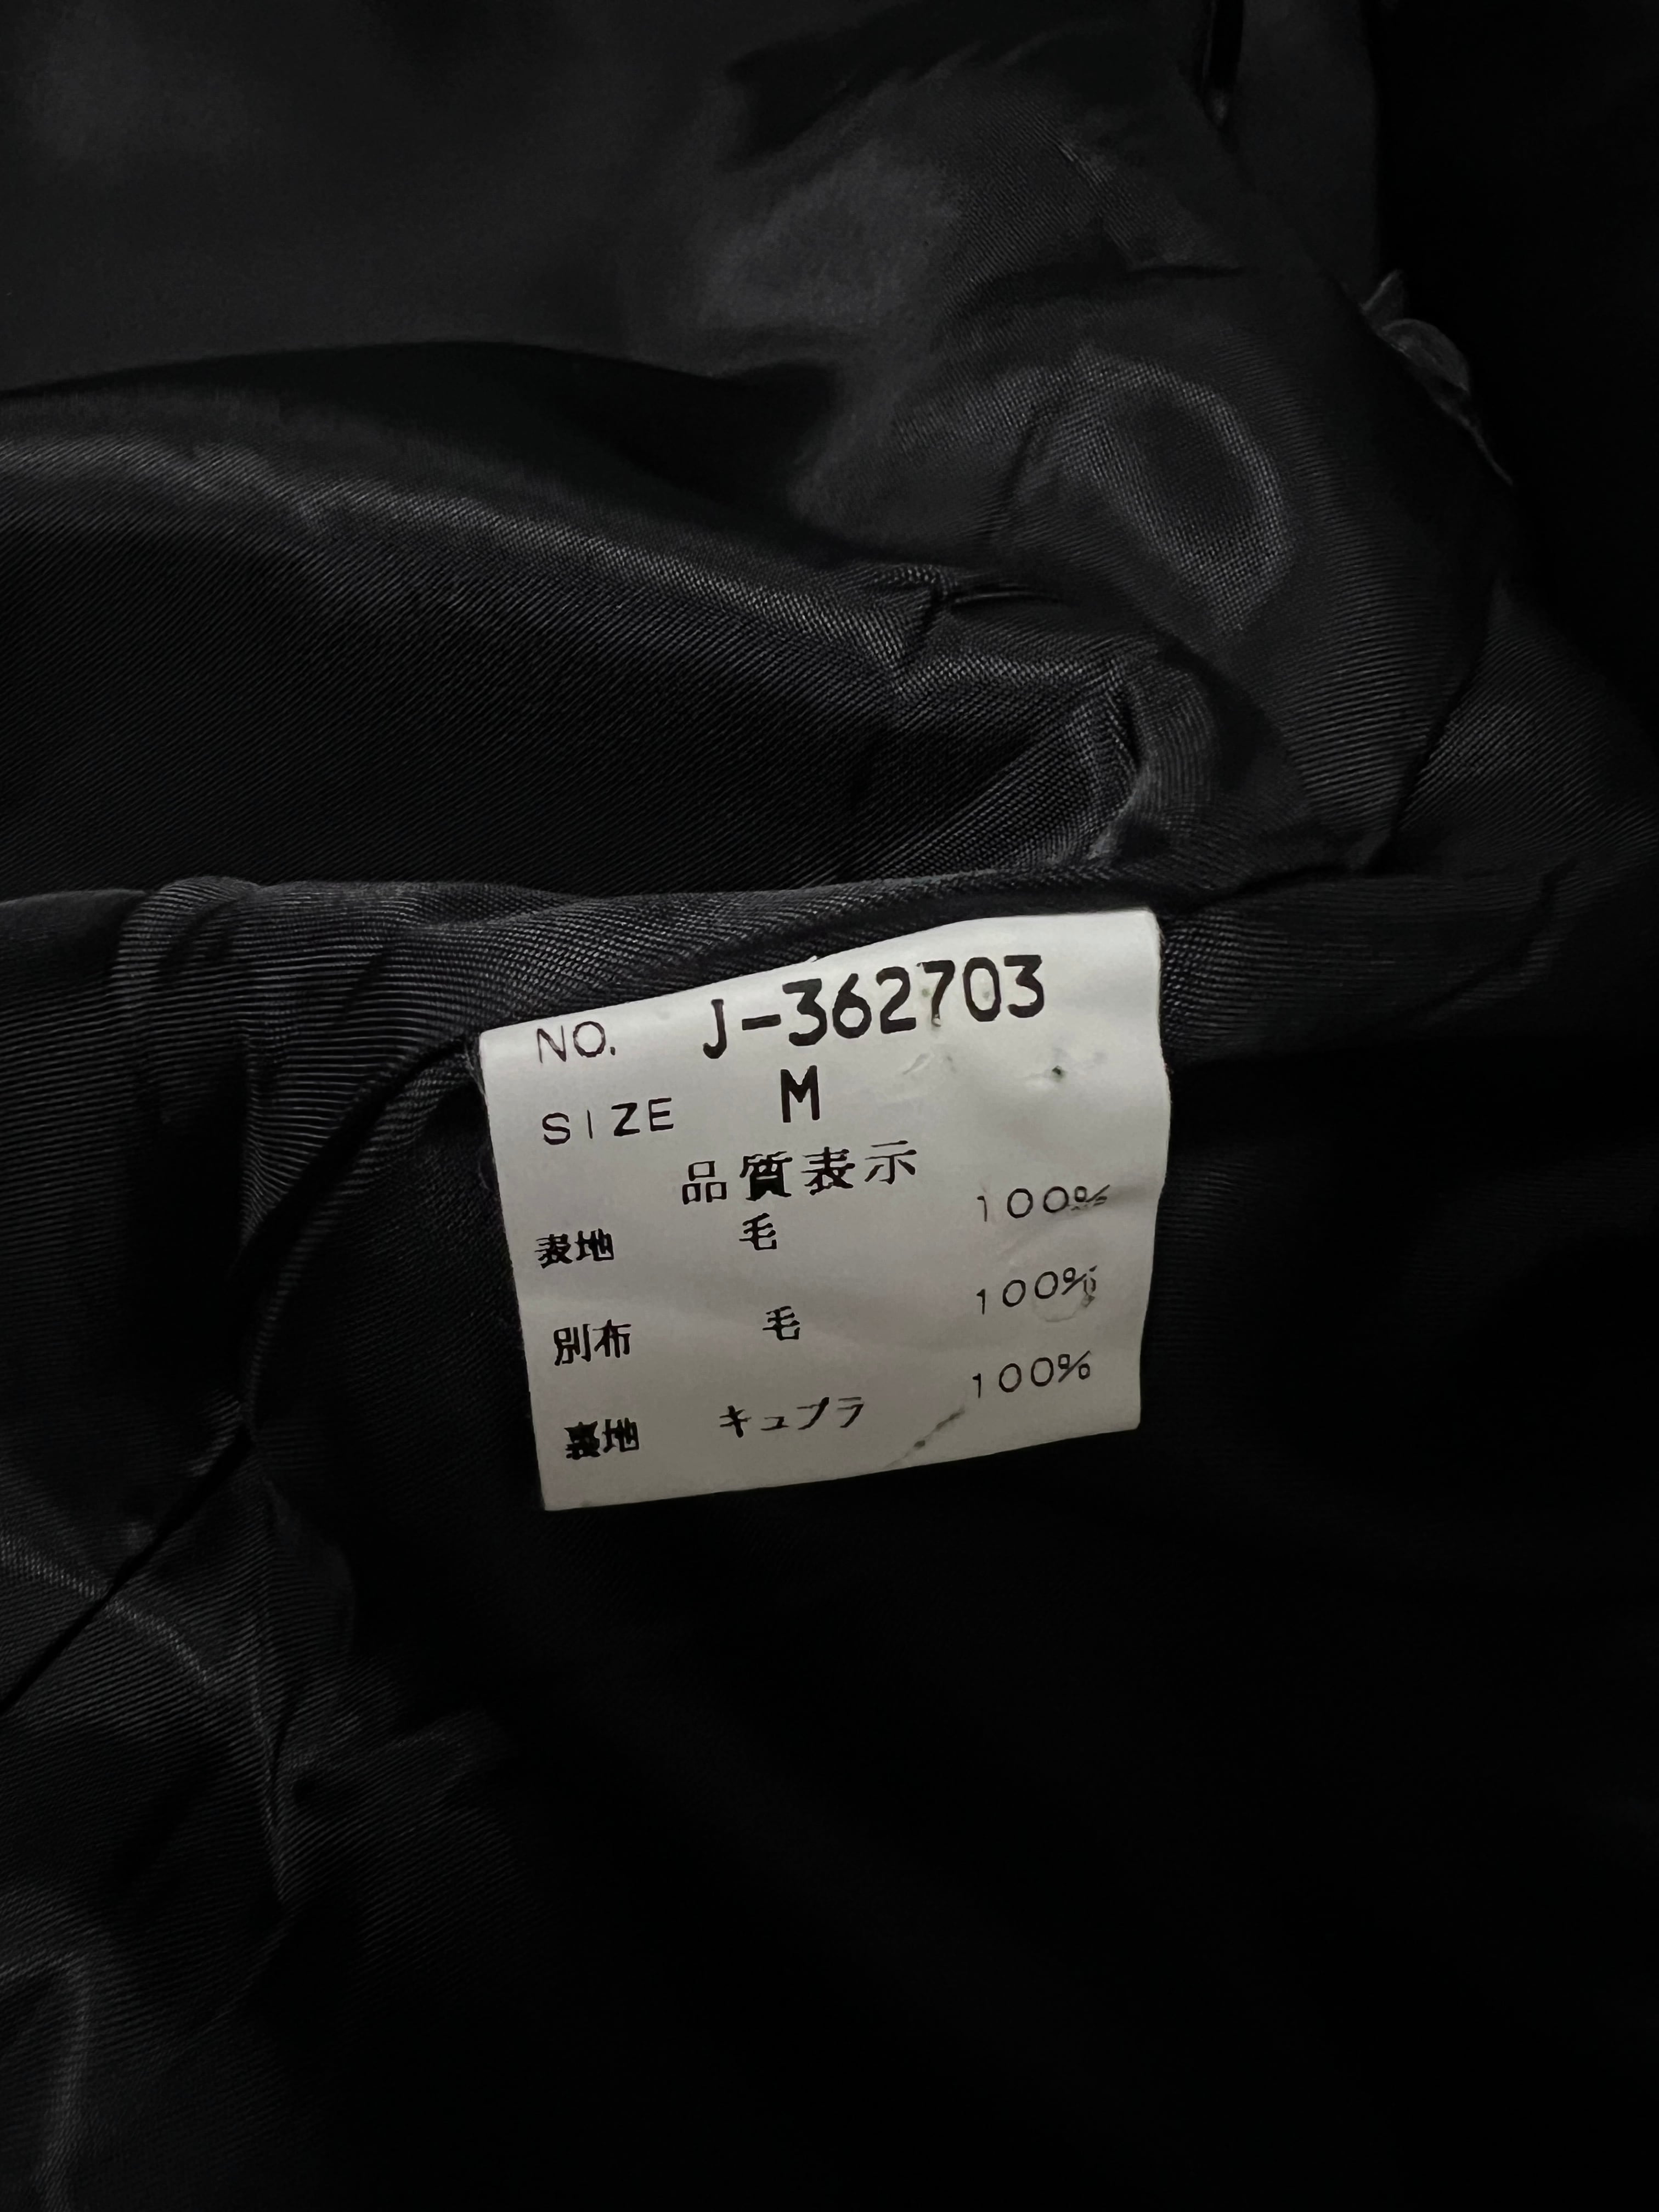 NO. J-362703
SIZE M
品質表示
表地 毛 100%
別布 毛 100%
裏地 キュプラ 100%